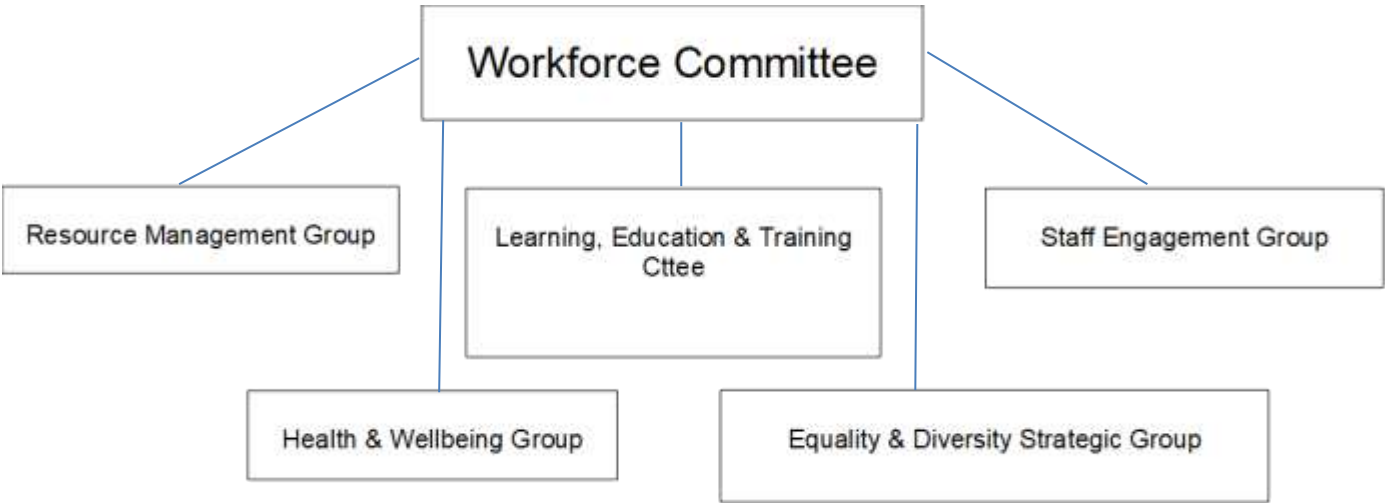 Workforce Committee
Resource Management Group
Learning, Education & Training
Cttee
Staff Engagement Group
Health & Wellbeing Group
Equality & Diversity Strategic Group